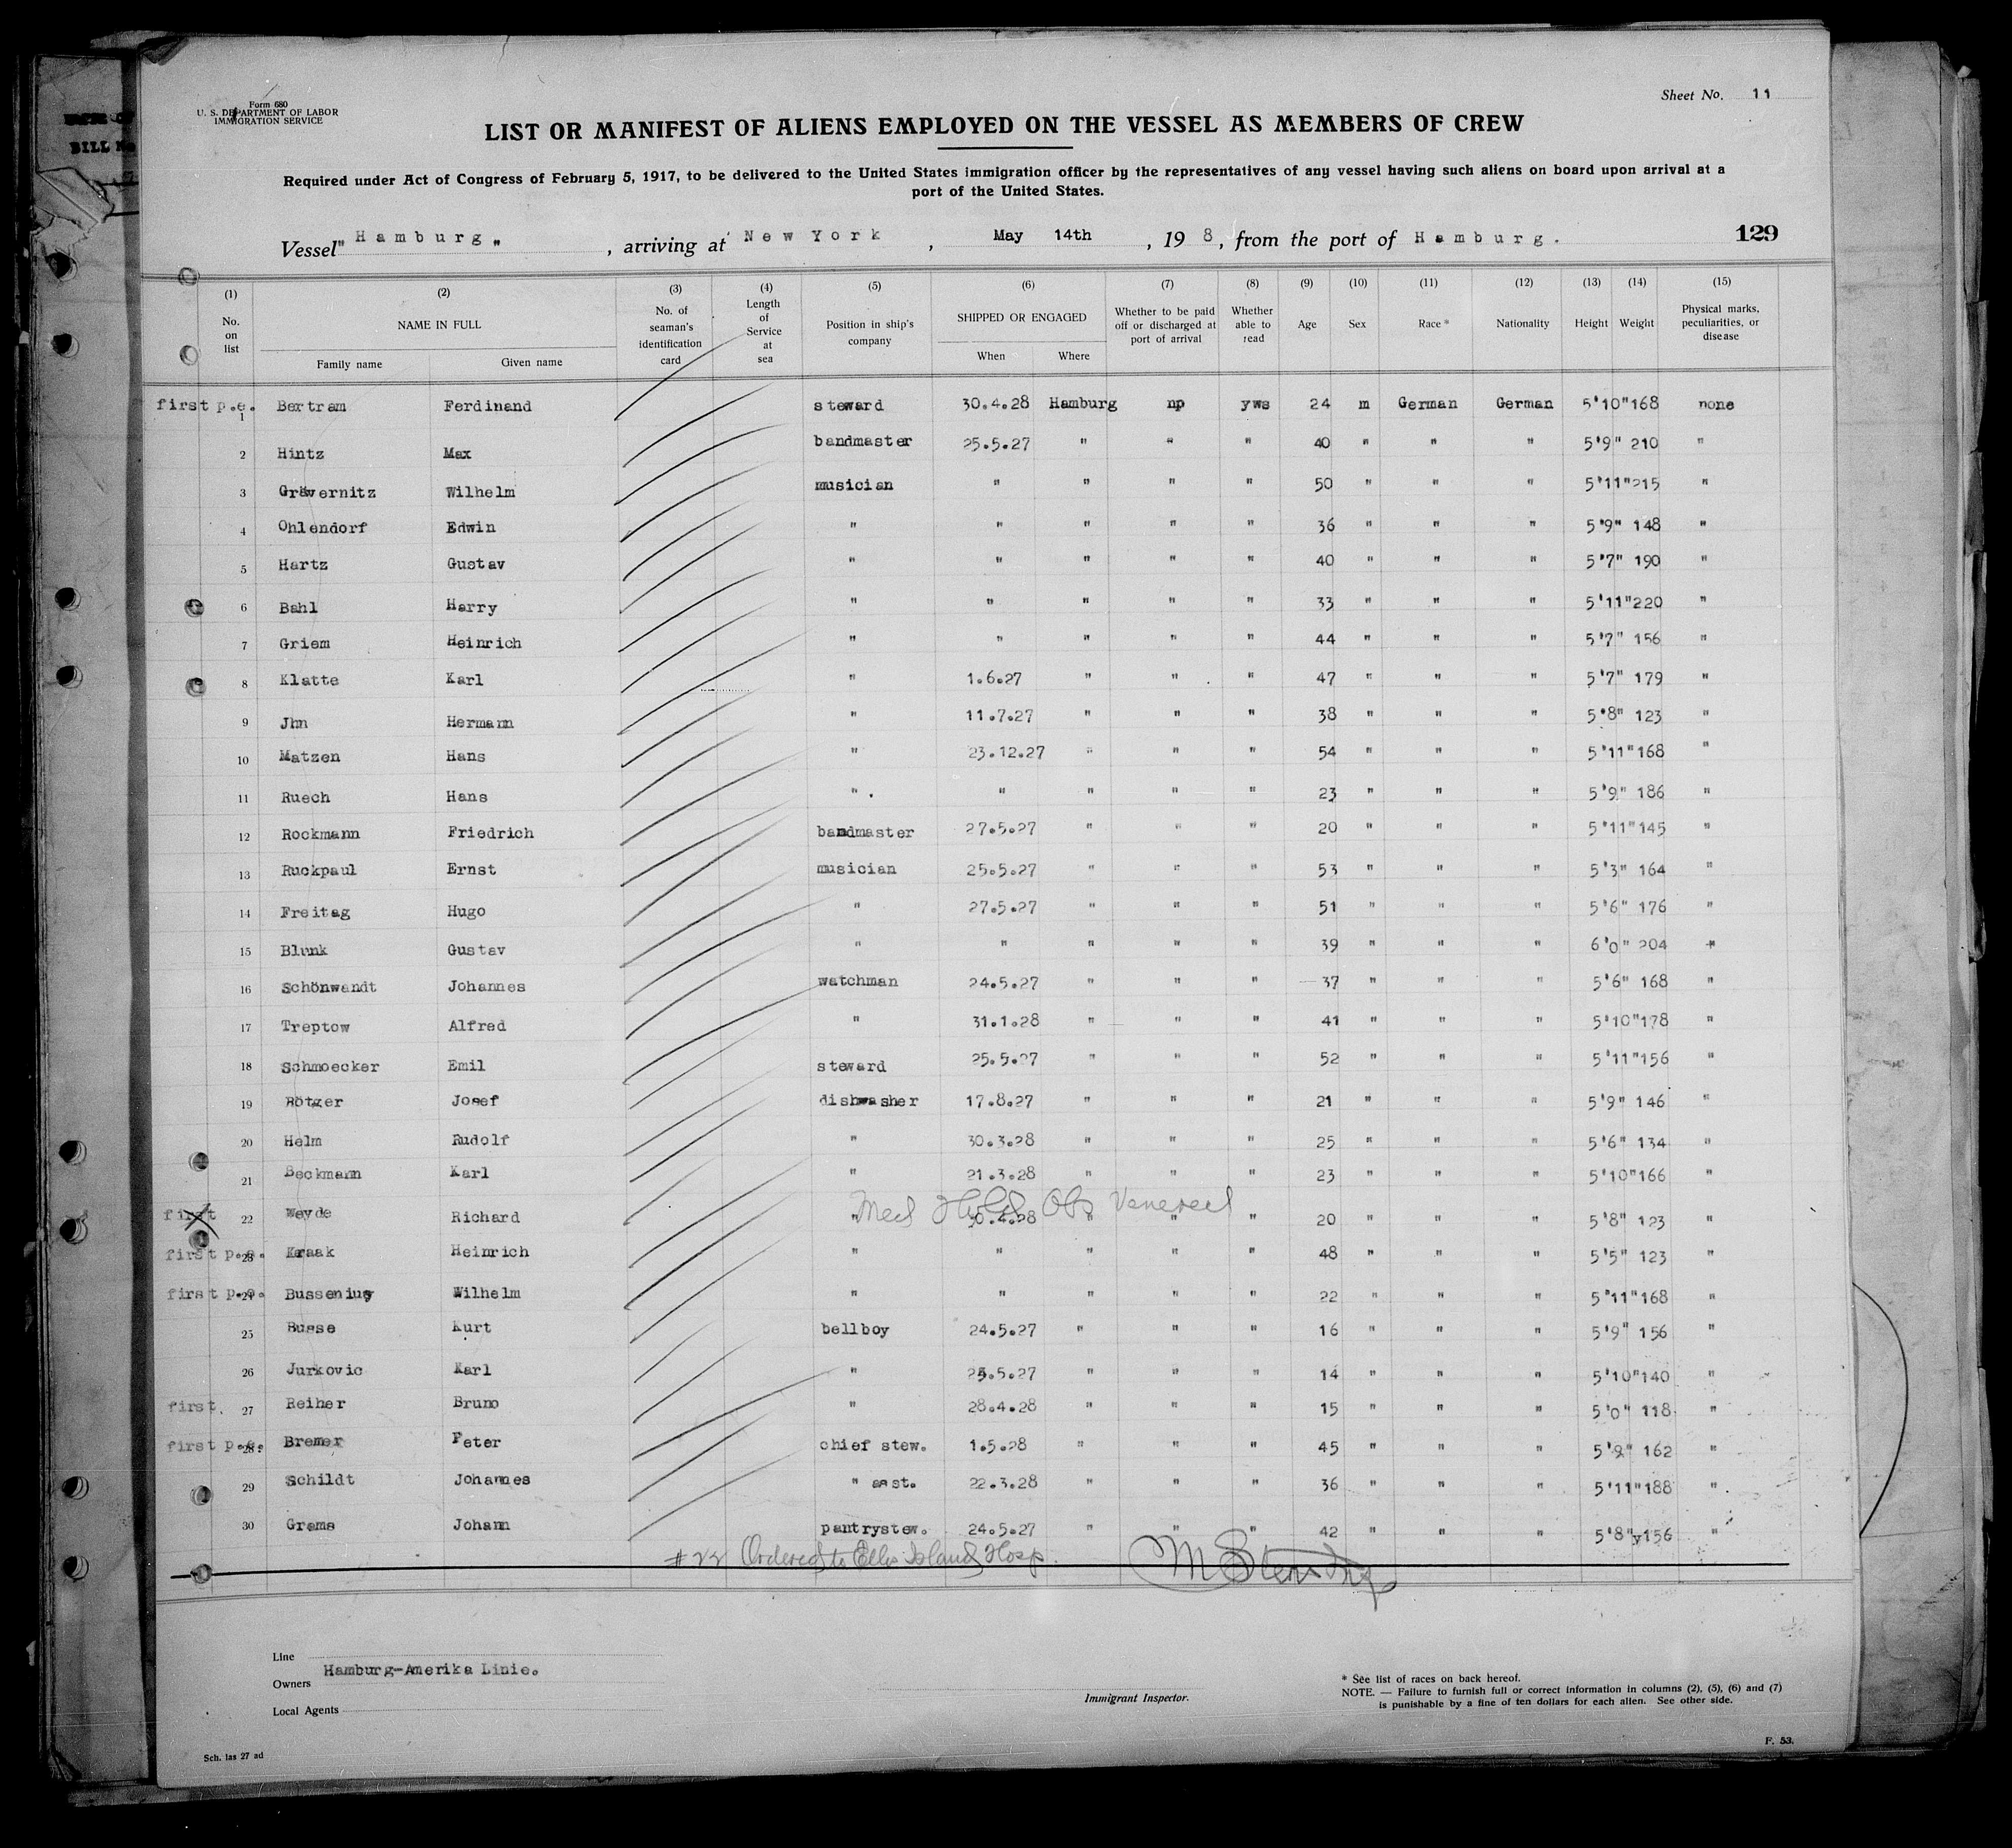 Form 680
U. S. DEPARTMENT OF LABOR
IMMIGRATION SERVICE
Sheet No. 11
LIST OR MANIFEST OF ALIENS EMPLOYED ON THE VESSEL AS MEMBERS OF CREW
Required under Act of Congress of February 5, 1917, to be delivered to the United States immigration officer by the representatives of any vessel having such aliens on board upon arrival at a
port of the United States.
Vessel "Hamburg", arriving at New York, May 14th, 19 8, from the port of Hamburg.
129
(1) (2) (3) (4) (5) (6) (7) (8) (9) (10) (11) (12) (13) (14) (15)
No. on list NAME IN FULL Family name Given name No. of seaman's identification card Length of Service at sea Position in ship's company SHIPPED OR ENGAGED When Where Whether to be paid off or discharged at port of arrival Whether able to read Age Sex Race * Nationality Height Weight Physical marks, peculiarities, or disease
first p.e. 1 Bertram Ferdinand steward 30.4.28 Hamburg np yws 24 m German German 5'10" 168 none
2 Hintz Max bandmaster 25.5.27 " " " 40 " " " 5'9" 210 "
3 Grävernitz Wilhelm musician " " " " 50 " " " 5'11" 215 "
4 Ohlendorf Edwin " " " " " 36 " " " 5'9" 148 "
5 Hartz Gustav " " " " " 40 " " " 5'7" 190 "
6 Bahl Harry " " " " " 33 " " " 5'11" 220 "
7 Griem Heinrich " " " " " 44 " " " 5'7" 156 "
8 Klatte Karl " 1.6.27 " " " 47 " " " 5'7" 179 "
9 Jhn Hermann " 11.7.27 " " " 38 " " " 5'8" 123 "
10 Matzen Hans " 23.12.27 " " " 54 " " " 5'11" 168 "
11 Ruech Hans " " " " " 23 " " " 5'9" 186 "
12 Rockmann Friedrich bandmaster 27.5.27 " " " 20 " " " 5'11" 145 "
13 Ruckpaul Ernst musician 25.5.27 " " " 53 " " " 5'3" 164 "
14 Freitag Hugo " 27.5.27 " " " 51 " " " 5'6" 176 "
15 Blunk Gustav " " " " " 39 " " " 6'0" 204 "
16 Schönwandt Johannes watchman 24.5.27 " " " 37 " " " 5'6" 168 "
17 Treptow Alfred " 31.1.28 " " " 41 " " " 5'10" 178 "
18 Schmoecker Emil steward 25.5.27 " " " 52 " " " 5'11" 156 "
19 Rötger Josef dishwasher 17.8.27 " " " 21 " " " 5'9" 146 "
20 Helm Rudolf " 30.3.28 " " " 25 " " " 5'6" 134 "
21 Beckmann Karl " 21.3.28 " " " 23 " " " 5'10" 166 "
Med Held Obs Venereal
first 22 Weyde Richard " 30.4.28 " " " 20 " " " 5'8" 123 "
first p.e. 23 Kraak Heinrich " " " " " 48 " " " 5'5" 123 "
first p.e. 24 Bussenius Wilhelm " " " " " 22 " " " 5'11" 168 "
25 Busse Kurt bellboy 24.5.27 " " " 16 " " " 5'9" 156 "
26 Jurkovic Karl " 25.5.27 " " " 14 " " " 5'10" 140 "
first. 27 Reiher Bruno " 28.4.28 " " " 15 " " " 5'0" 118 "
first p.e. 28 Bremer Peter chief stew. 1.5.28 " " " 45 " " " 5'9" 162 "
29 Schildt Johannes " asst. 22.3.28 " " " 36 " " " 5'11" 188 "
30 Grams Johann pantrystew. 24.5.27 " " " 42 " " " 5'8" 156 "
#22 Ordered to Ellis Island Hosp.
Line
Hamburg-Amerika Linie.
Owners
Local Agents
Immigrant Inspector.
* See list of races on back hereof.
NOTE. — Failure to furnish full or correct information in columns (2), (5), (6) and (7)
is punishable by a fine of ten dollars for each alien. See other side.
Sch. las 27 ad
F. 53.